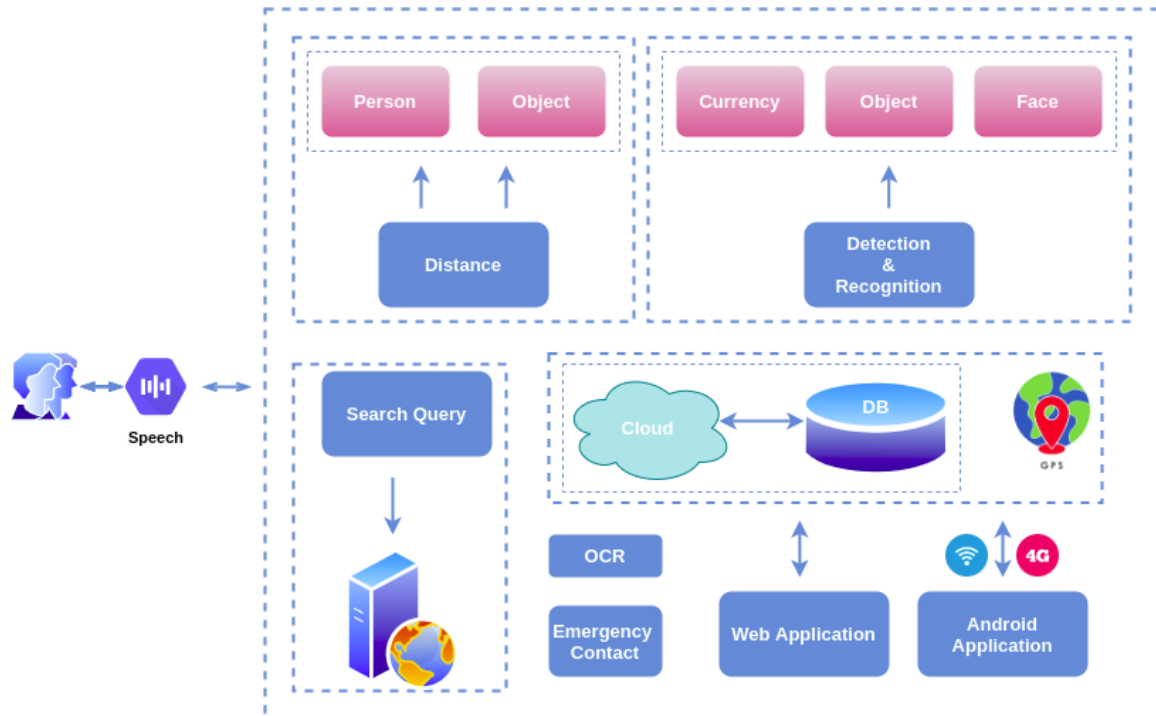 Person
Object
Currency
Object
Face
Distance
Detection
&
Recognition
Speech
Search Query
Cloud
DB
GPS
OCR
4G
Emergency
Contact
Web Application
Android
Application